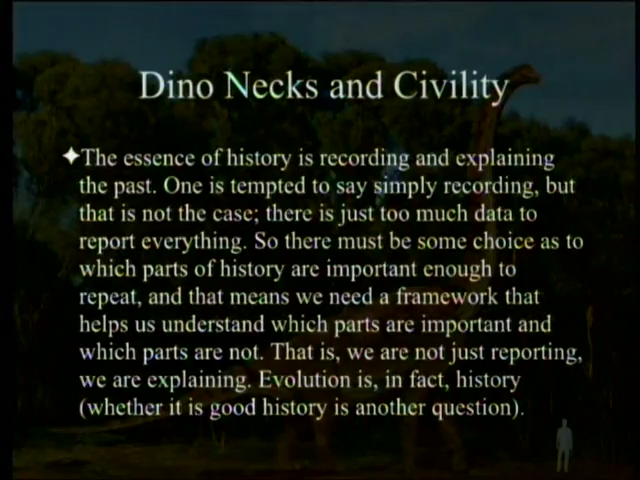 Dino Necks and Civility
✦The essence of history is recording and explaining
the past. One is tempted to say simply recording, but
that is not the case; there is just too much data to
report everything. So there must be some choice as to
which parts of history are important enough to
repeat, and that means we need a framework that
helps us understand which parts are important and
which parts are not. That is, we are not just reporting,
we are explaining. Evolution is, in fact, history
(whether it is good history is another question).